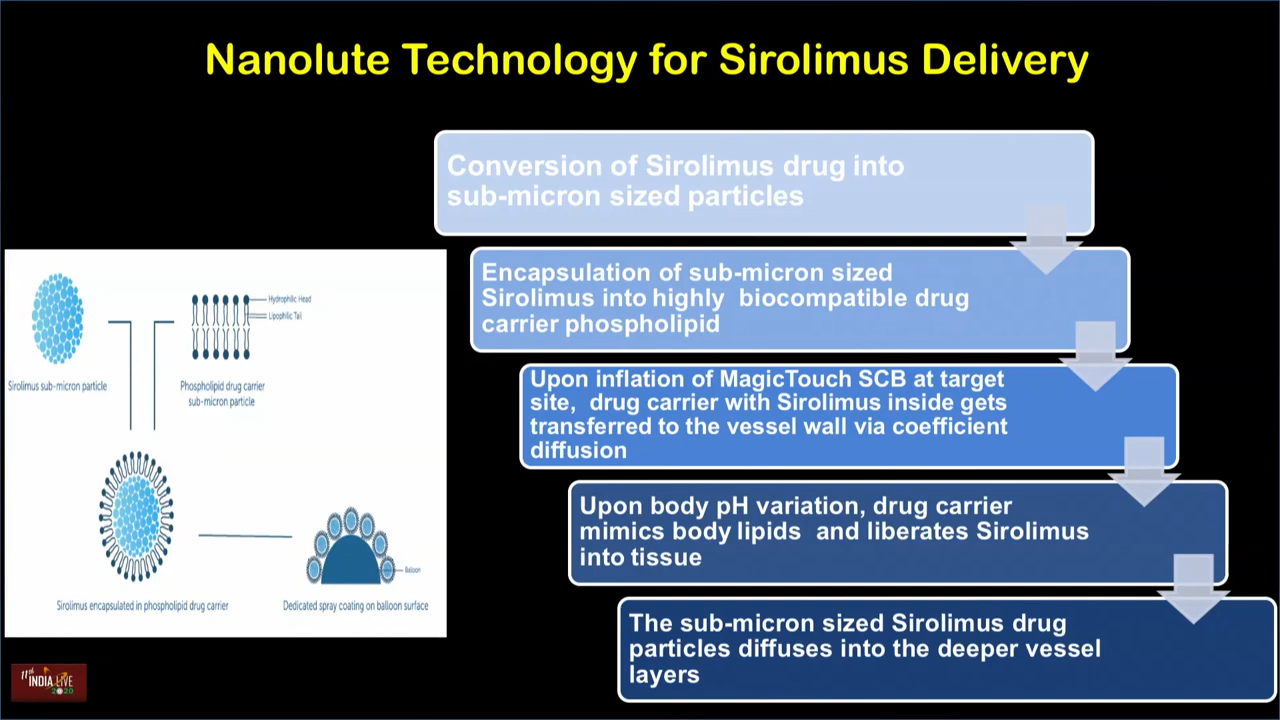 Nanolute Technology for Sirolimus Delivery
Conversion of Sirolimus drug into
sub-micron sized particles
Encapsulation of sub-micron sized
Sirolimus into highly biocompatible drug
carrier phospholipid
Upon inflation of MagicTouch SCB at target
site, drug carrier with Sirolimus inside gets
transferred to the vessel wall via coefficient
diffusion
Upon body pH variation, drug carrier
mimics body lipids and liberates Sirolimus
into tissue
The sub-micron sized Sirolimus drug
particles diffuses into the deeper vessel
layers
Hydrophilic Head
Lipophilic Tail
Sirolimus sub-micron particle
Phospholipid drug carrier
sub-micron particle
Sirolimus encapsulated in phospholipid drug carrier
Balloon
Dedicated spray coating on balloon surface
11th
INDIA LIVE
2020